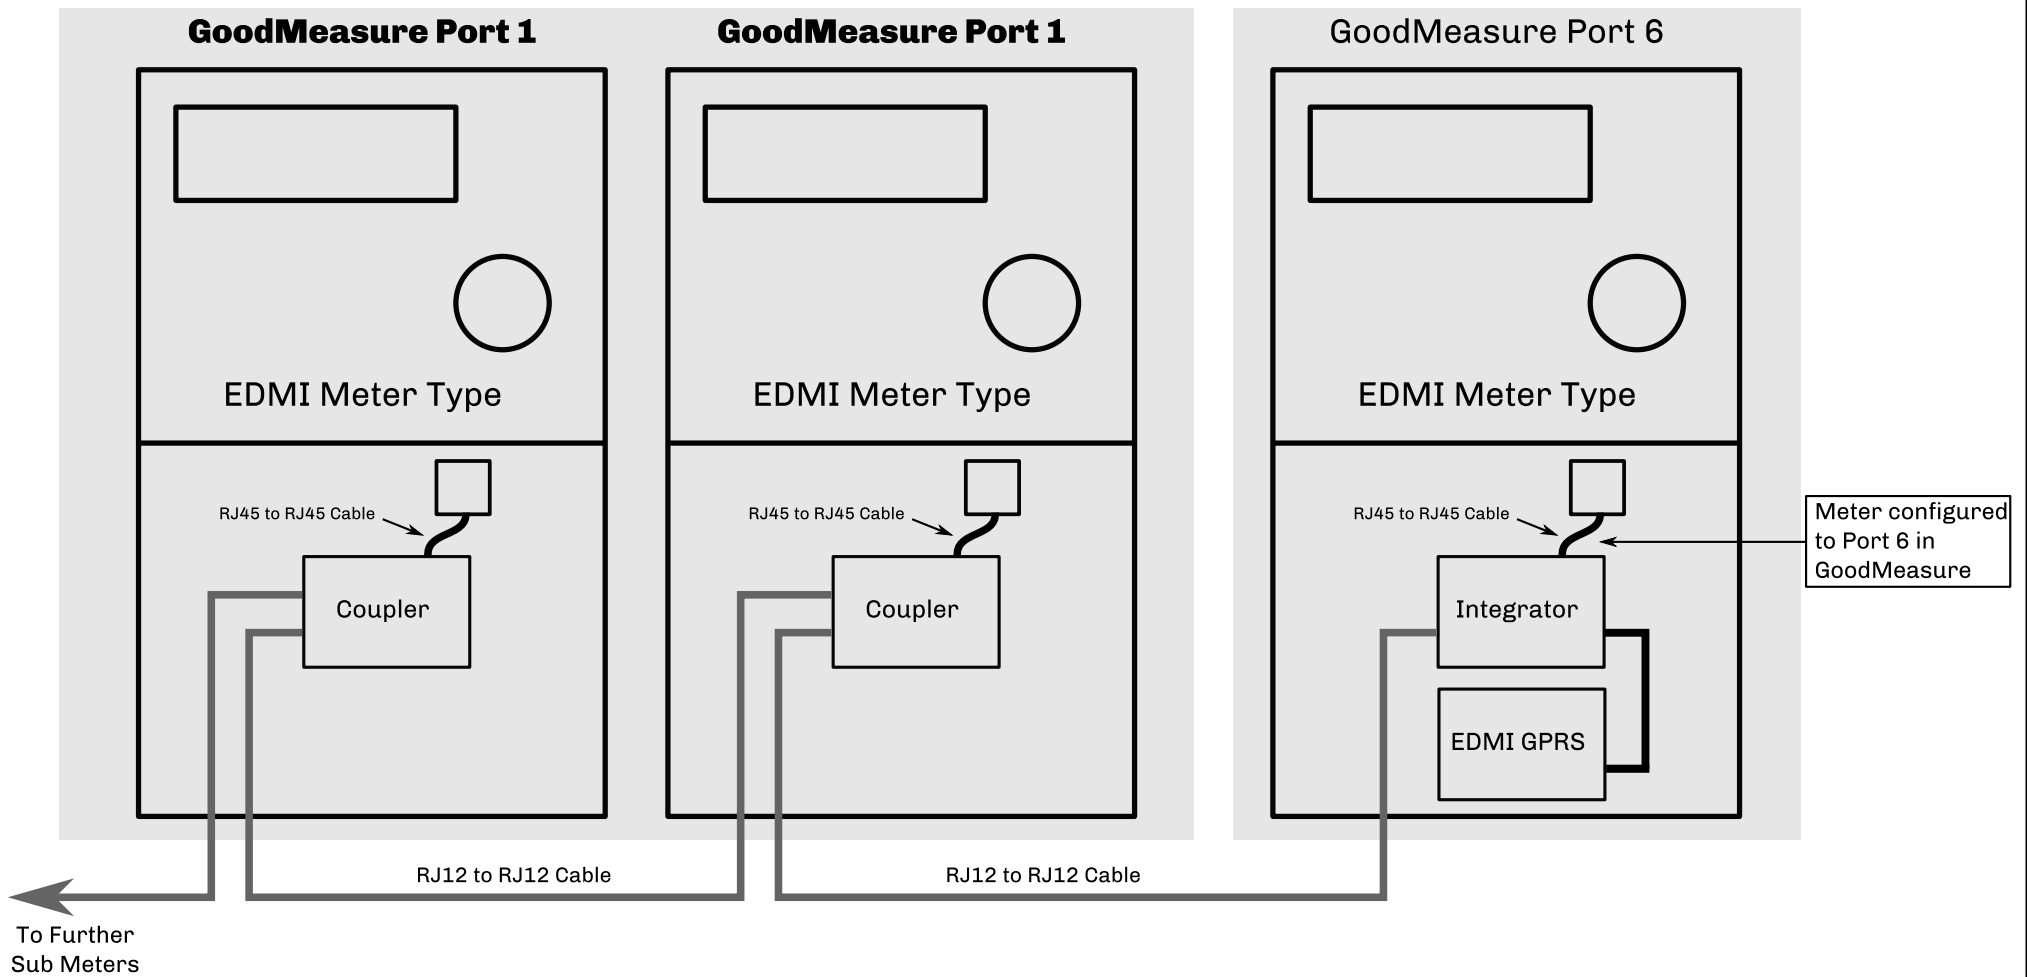 GoodMeasure Port 1
GoodMeasure Port 1
GoodMeasure Port 6
EDMI Meter Type
EDMI Meter Type
EDMI Meter Type
RJ45 to RJ45 Cable
RJ45 to RJ45 Cable
RJ45 to RJ45 Cable
Meter configured
to Port 6 in
GoodMeasure
Coupler
Coupler
Integrator
EDMI GPRS
RJ12 to RJ12 Cable
RJ12 to RJ12 Cable
To Further
Sub Meters